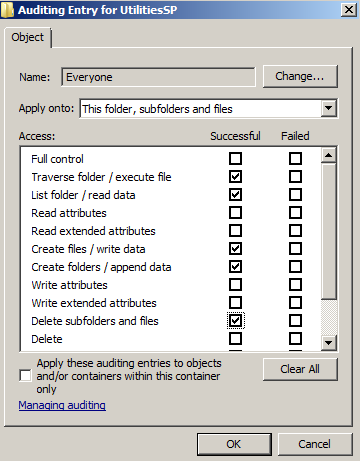 Auditing Entry for UtilitiesSP
Object
Name: Everyone Change...
Apply onto: This folder, subfolders and files
Access: Successful Failed
Full control
Traverse folder / execute file
List folder / read data
Read attributes
Read extended attributes
Create files / write data
Create folders / append data
Write attributes
Write extended attributes
Delete subfolders and files
Delete
Apply these auditing entries to objects
and/or containers within this container
only
Clear All
Managing auditing
OK Cancel